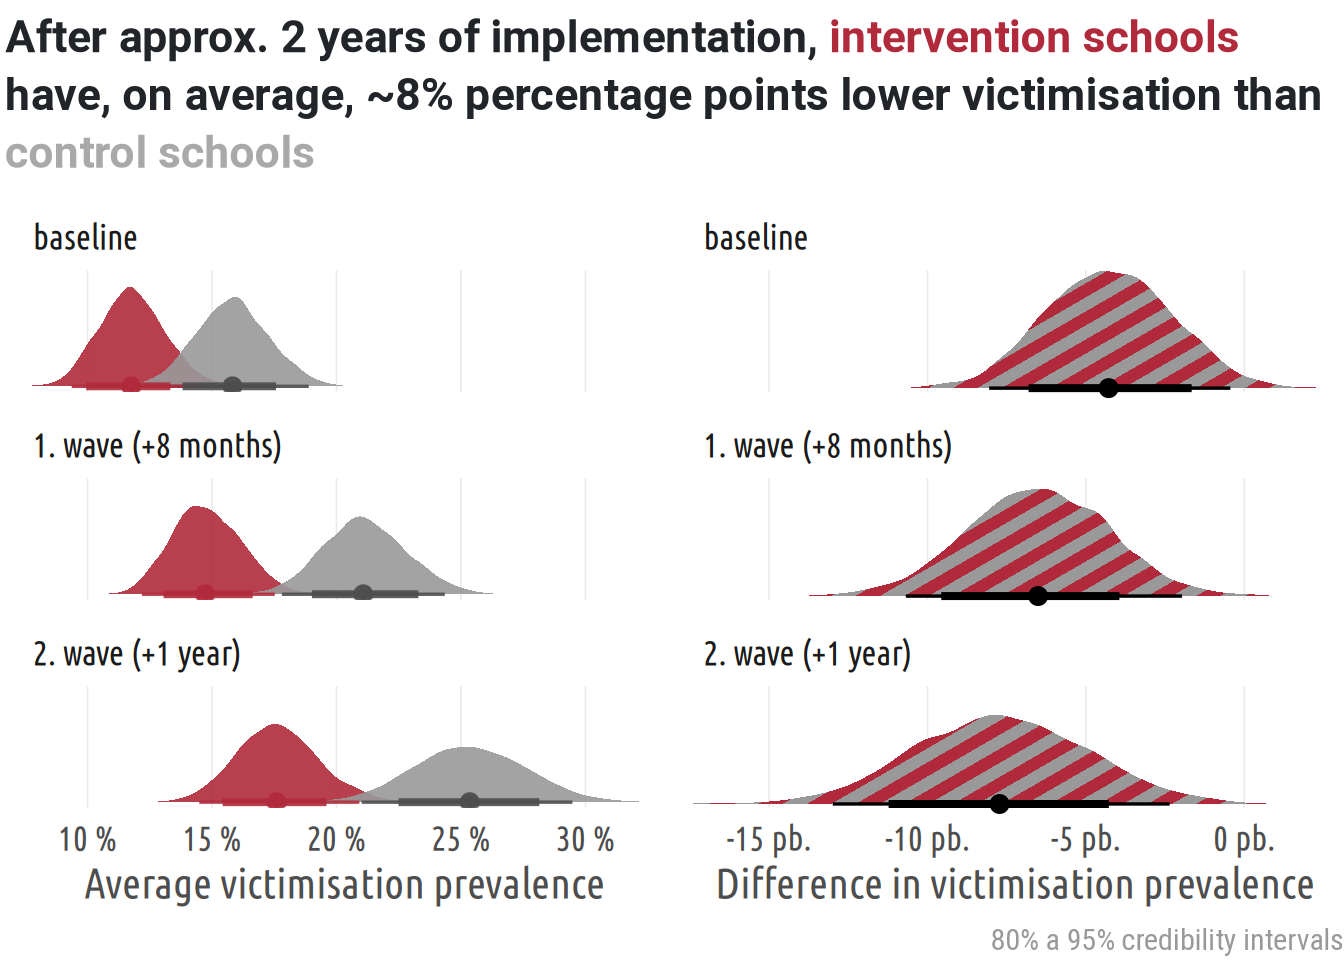 After approx. 2 years of implementation, intervention schools
have, on average, ~8% percentage points lower victimisation than
control schools
baseline
baseline
1. wave (+8 months)
1. wave (+8 months)
2. wave (+1 year)
2. wave (+1 year)
10 % 15 % 20 % 25 % 30 %
-15 pb. -10 pb. -5 pb. 0 pb.
Average victimisation prevalence
Difference in victimisation prevalence
80% a 95% credibility intervals